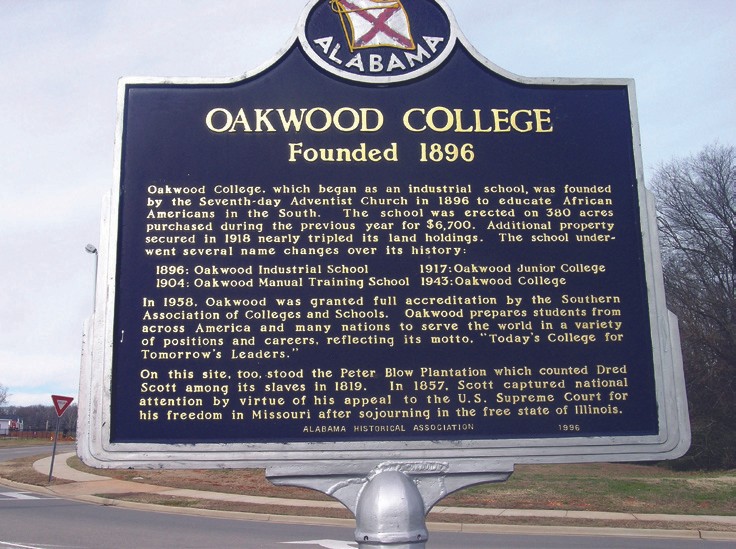 ALABAMA
OAKWOOD COLLEGE
Founded 1896
Oakwood College, which began as an industrial school, was founded
by the Seventh-day Adventist Church in 1896 to educate African
Americans in the South. The school was erected on 380 acres
purchased during the previous year for $6,700. Additional property
secured in 1918 nearly tripled its land holdings. The school under-
went several name changes over its history:
1896: Oakwood Industrial School 1917: Oakwood Junior College
1904: Oakwood Manual Training School 1943: Oakwood College
In 1958, Oakwood was granted full accreditation by the Southern
Association of Colleges and Schools. Oakwood prepares students from
across America and many nations to serve the world in a variety
of positions and careers, reflecting its motto, "Today's College for
Tomorrow's Leaders."
On this site, too, stood the Peter Blow Plantation which counted Dred
Scott among its slaves in 1819. In 1857, Scott captured national
attention by virtue of his appeal to the U.S. Supreme Court for
his freedom in Missouri after sojourning in the free state of Illinois.
ALABAMA HISTORICAL ASSOCIATION 1996